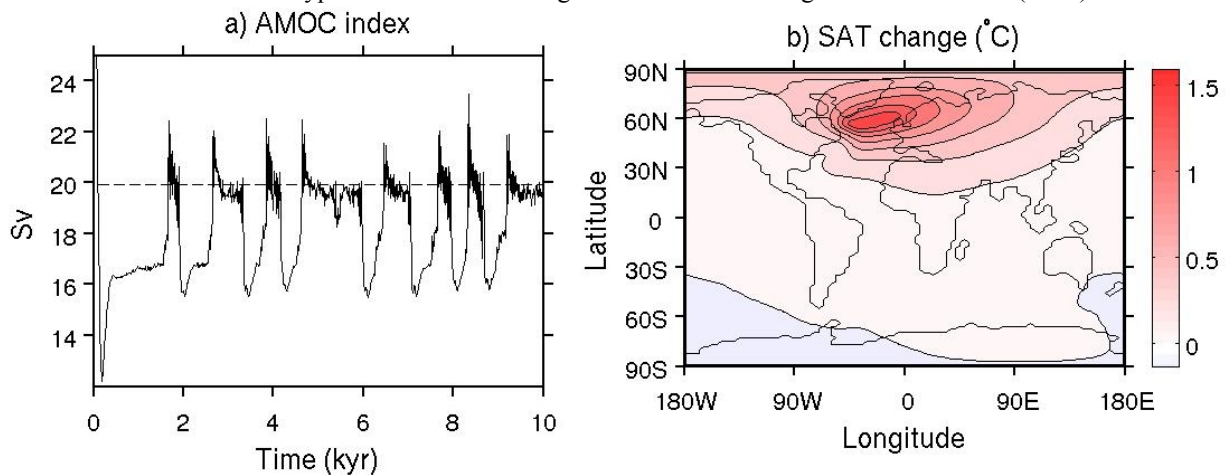 a) AMOC index
b) SAT change (˚C)
24
22
20
18
16
14
Sv
0
2
4
6
8
10
Time (kyr)
90N
60N
30N
0
30S
60S
90S
Latitude
180W
90W
0
90E
180E
Longitude
1.5
1
0.5
0